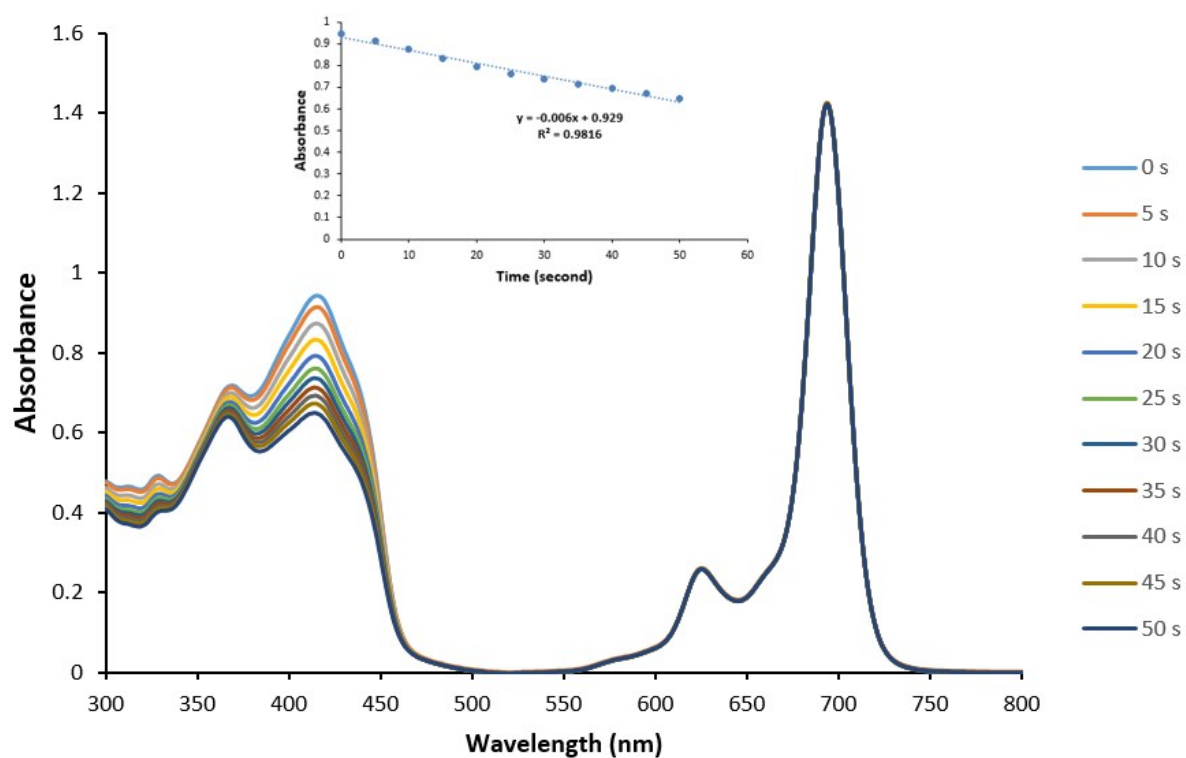 1
0.9
0.8
0.7
0.6
0.5
0.4
0.3
0.2
0.1
0
Absorbance
y = -0.006x + 0.929
R² = 0.9816
0 10 20 30 40 50 60
Time (second)
1.6
1.4
1.2
1
0.8
0.6
0.4
0.2
0
Absorbance
300 350 400 450 500 550 600 650 700 750 800
Wavelength (nm)
0 s
5 s
10 s
15 s
20 s
25 s
30 s
35 s
40 s
45 s
50 s